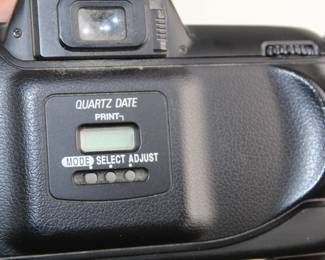 QUARTZ DATE
PRINT
MODE SELECT ADJUST